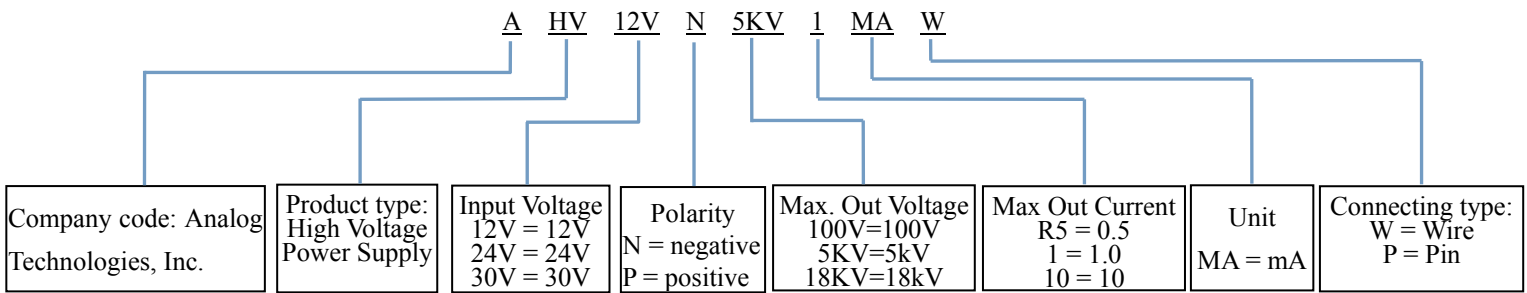 A HV 12V N 5KV 1 MA W
Company code: Analog
Technologies, Inc.
Product type:
High Voltage
Power Supply
Input Voltage
12V = 12V
24V = 24V
30V = 30V
Polarity
N = negative
P = positive
Max. Out Voltage
100V=100V
5KV=5kV
18KV=18kV
Max Out Current
R5 = 0.5
1 = 1.0
10 = 10
Unit
MA = mA
Connecting type:
W = Wire
P = Pin